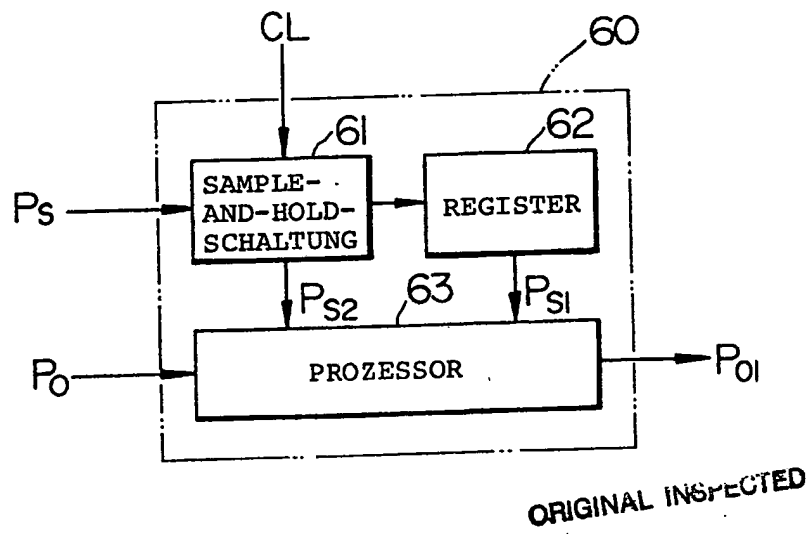 CL
60
61
62
SAMPLE-
AND-HOLD-
SCHALTUNG
REGISTER
PS
PS2
63
PS1
PO
PROZESSOR
PO1
ORIGINAL INSPECTED